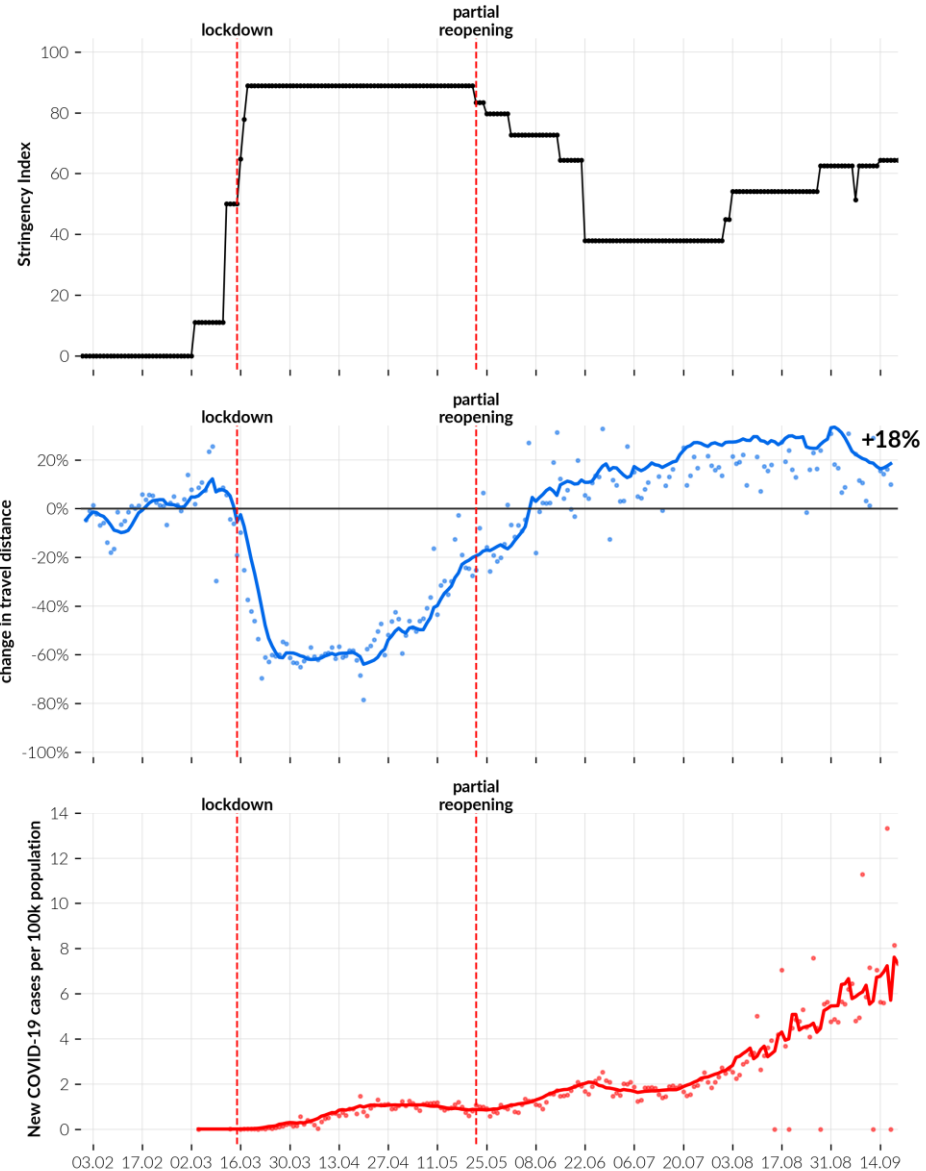 partial
lockdown
reopening
100
80
60
40
20
0
Stringency Index
partial
lockdown
reopening
20%
0%
-20%
-40%
-60%
-80%
-100%
change in travel distance
+18%
partial
lockdown
reopening
14
12
10
8
6
4
2
0
New COVID-19 cases per 100k population
03.02 17.02 02.03 16.03 30.03 13.04 27.04 11.05 25.05 08.06 22.06 06.07 20.07 03.08 17.08 31.08 14.09